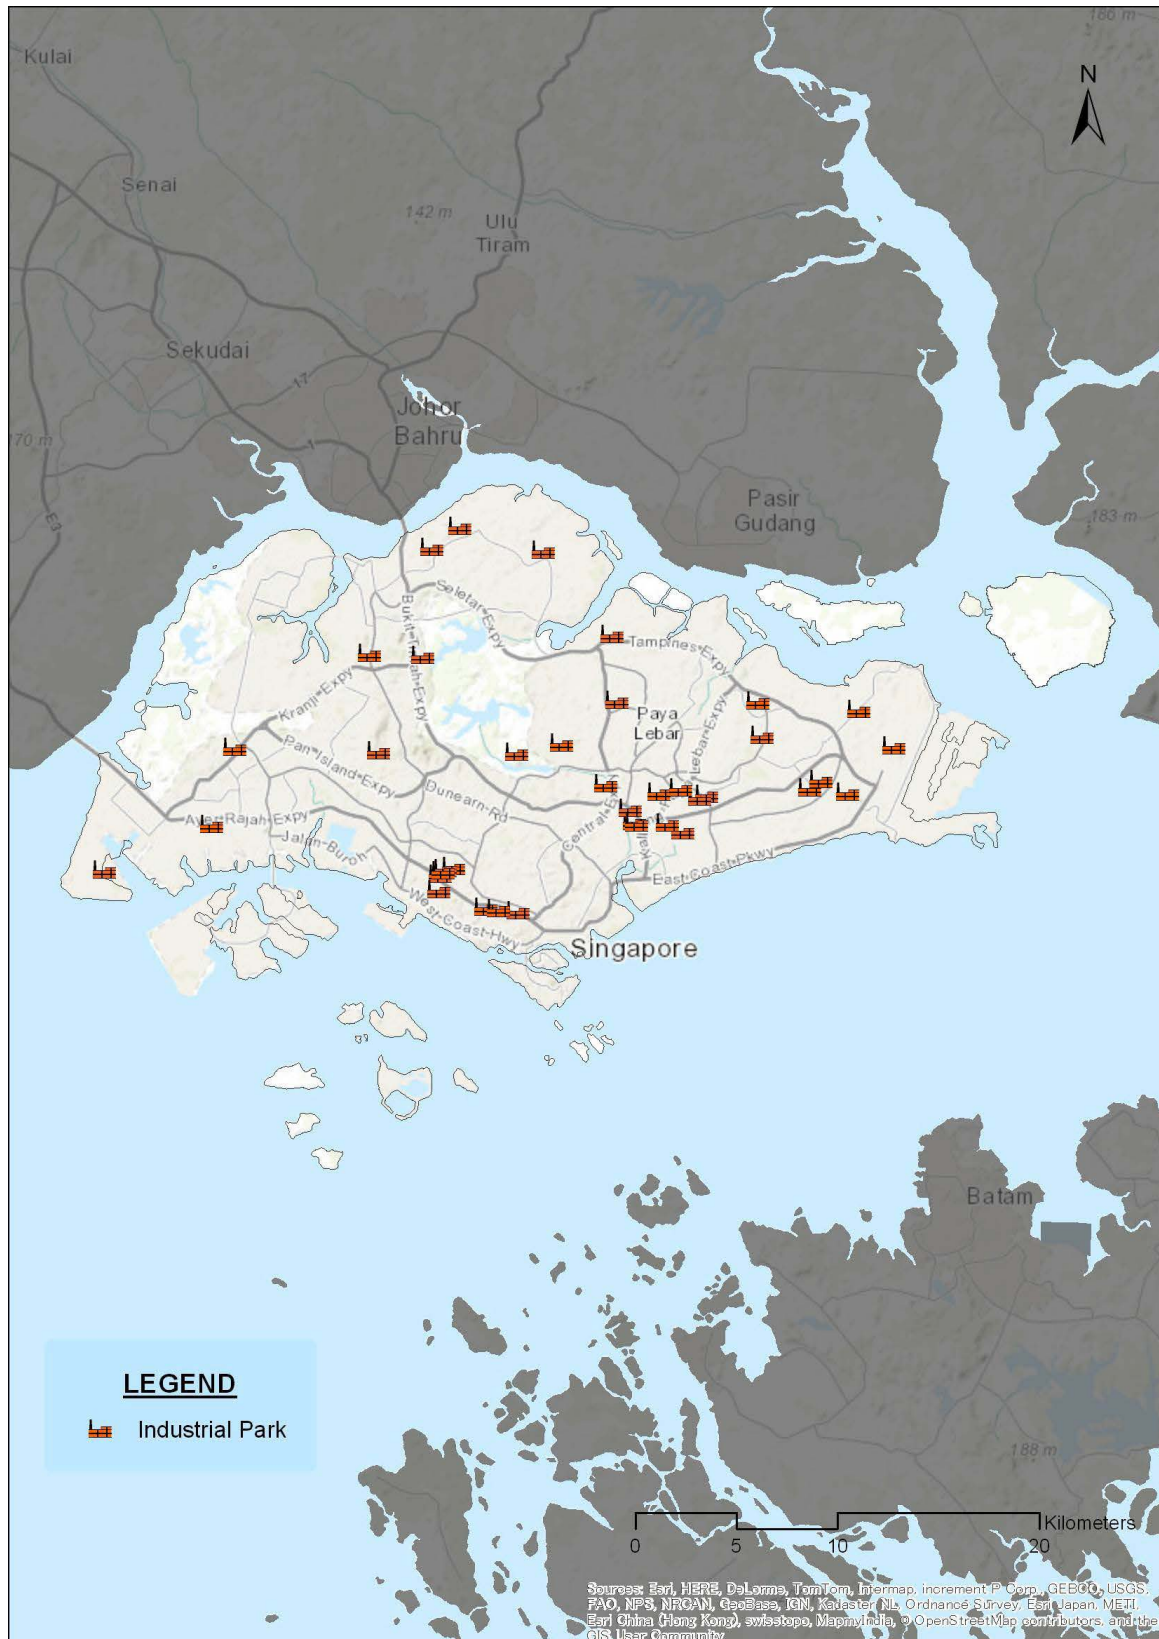 186 m
Kulai
N
Senai
142 m
Ulu
Tiram
Sekudai
17
Johor
Bahru
1
170 m
E3
Pasir
Gudang
183 m
Seletar Expy
Bukit Timah Expy
Tampines Expy
Kranji Expy
Paya
Lebar
Lebar Expy
Pan Island Expy
Dunearn Rd
Central
Ayer Rajah Expy
Jalan Buroh
East Coast Pkwy
West Coast Hwy
Singapore
Batam
LEGEND
Industrial Park
188 m
Kilometers
0 5 10 20
Sources: Esri, HERE, DeLorme, TomTom, Intermap, increment P Corp., GEBCO, USGS,
FAO, NPS, NRCAN, GeoBase, IGN, Kadaster NL, Ordnance Survey, Esri Japan, METI,
Esri China (Hong Kong), swisstopo, MapmyIndia, © OpenStreetMap contributors, and the
GIS User Community